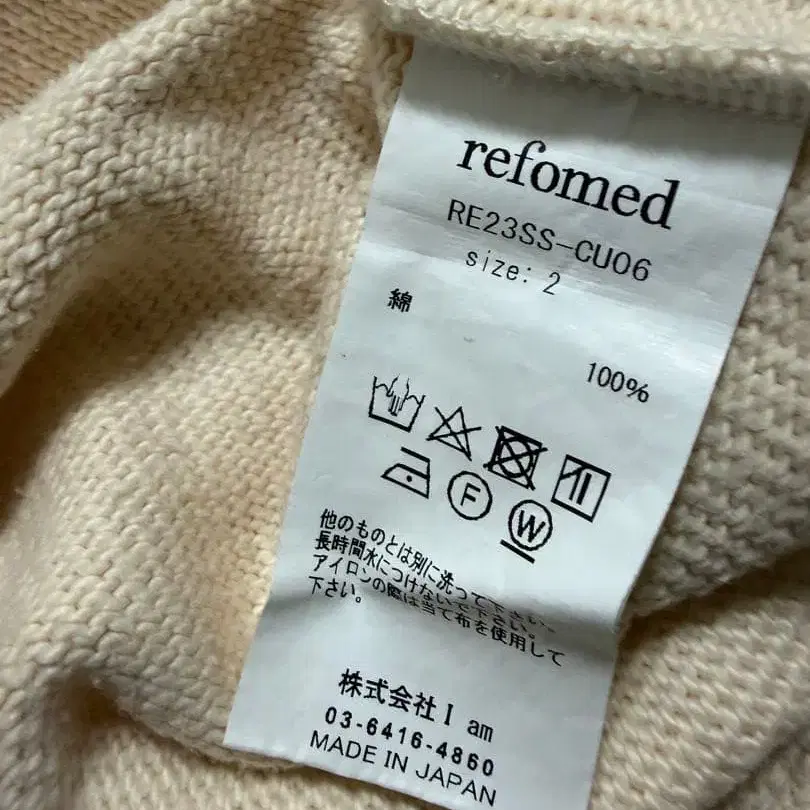 refomed
RE23SS-CU06
size: 2
綿
100%
F
W
他のものとは別に洗って下さい。
長時間水につけないで下さい。
アイロンの際は当て布を使用して
下さい。
株式会社I am
03-6416-4860
MADE IN JAPAN